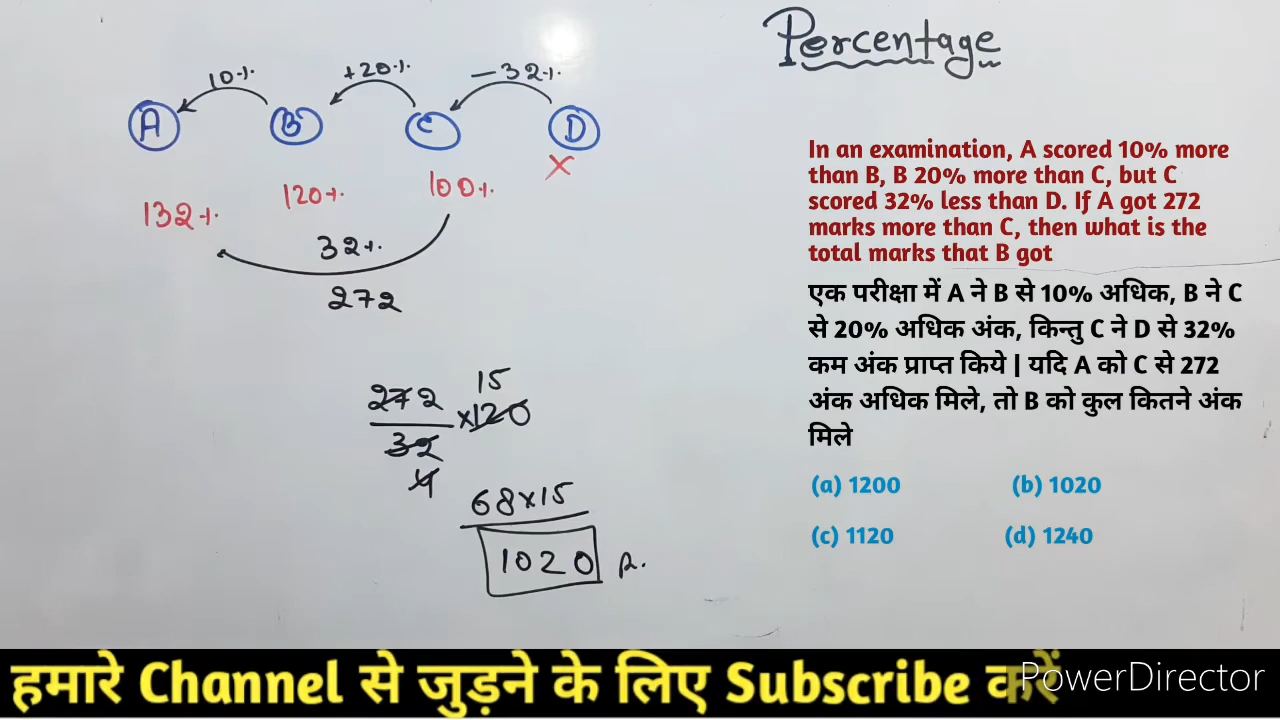 Percentage
10%
+20%
-32%
A
B
C
D
×
132%
120%
100%
32%
272
272
32
×120
15
4
68×15
1020
In an examination, A scored 10% more
than B, B 20% more than C, but C
scored 32% less than D. If A got 272
marks more than C, then what is the
total marks that B got
एक परीक्षा में A ने B से 10% अधिक, B ने C
से 20% अधिक अंक, किन्तु C ने D से 32%
कम अंक प्राप्त किये | यदि A को C से 272
अंक अधिक मिले, तो B को कुल कितने अंक
मिले
(a) 1200 (b) 1020
(c) 1120 (d) 1240
हमारे Channel से जुड़ने के लिए Subscribe करें
PowerDirector